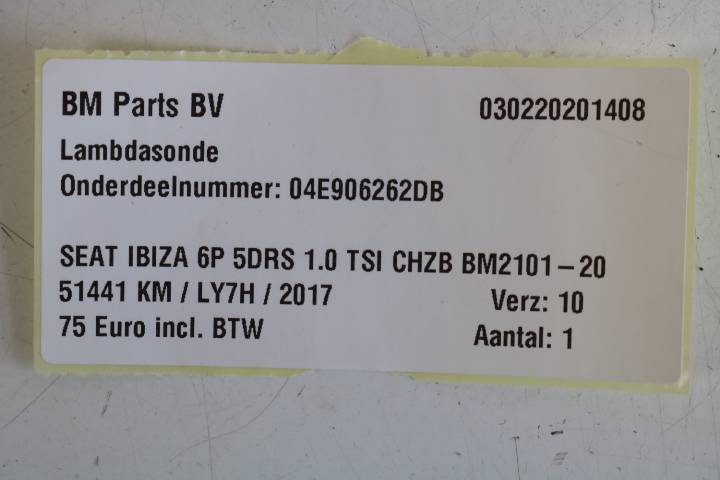 BM Parts BV 030220201408
Lambdasonde
Onderdeelnummer: 04E906262DB
SEAT IBIZA 6P 5DRS 1.0 TSI CHZB BM2101-20
51441 KM / LY7H / 2017 Verz: 10
75 Euro incl. BTW Aantal: 1